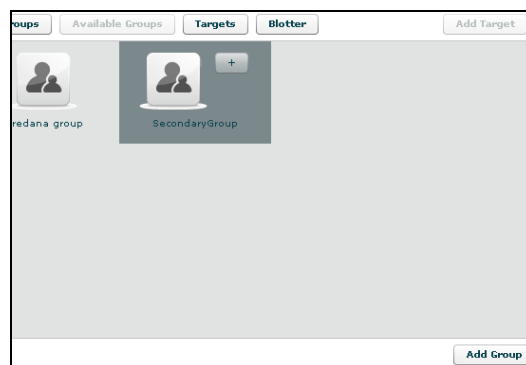 roups Available Groups Targets Blotter Add Target
+
redana group SecondaryGroup
Add Group